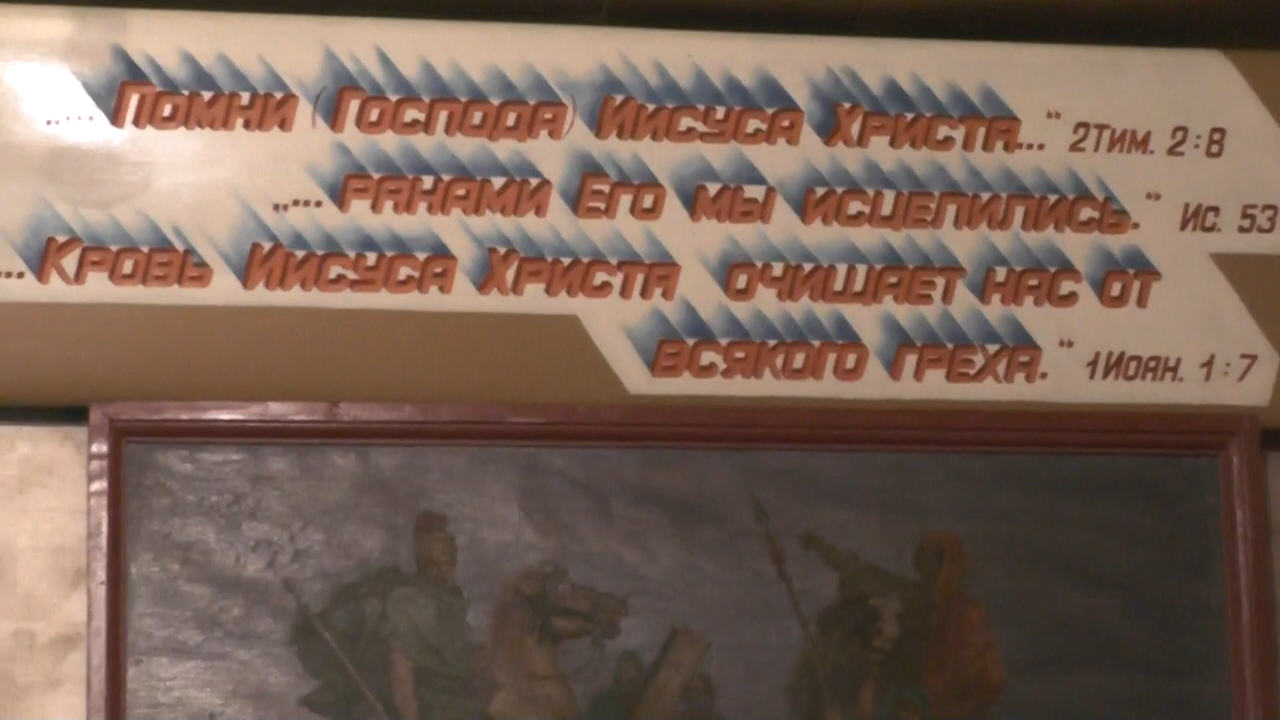 „... Помни (Господа) Иисуса Христа...“ 2Тим. 2:8
„... ранами Его мы исцелились.“ Ис. 53
... Кровь Иисуса Христа очищает нас от
всякого греха.“ 1Иоан. 1:7